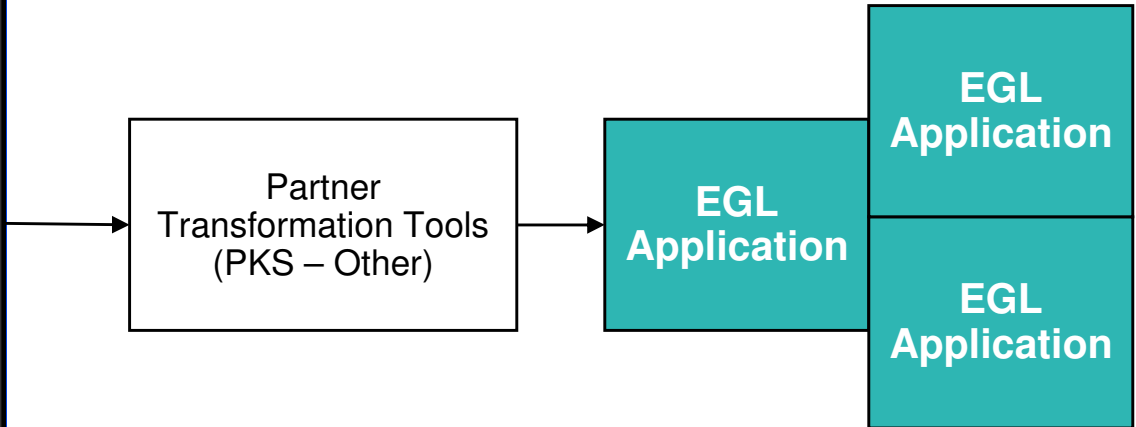 Partner
Transformation Tools
(PKS – Other)
EGL
Application
EGL
Application
EGL
Application